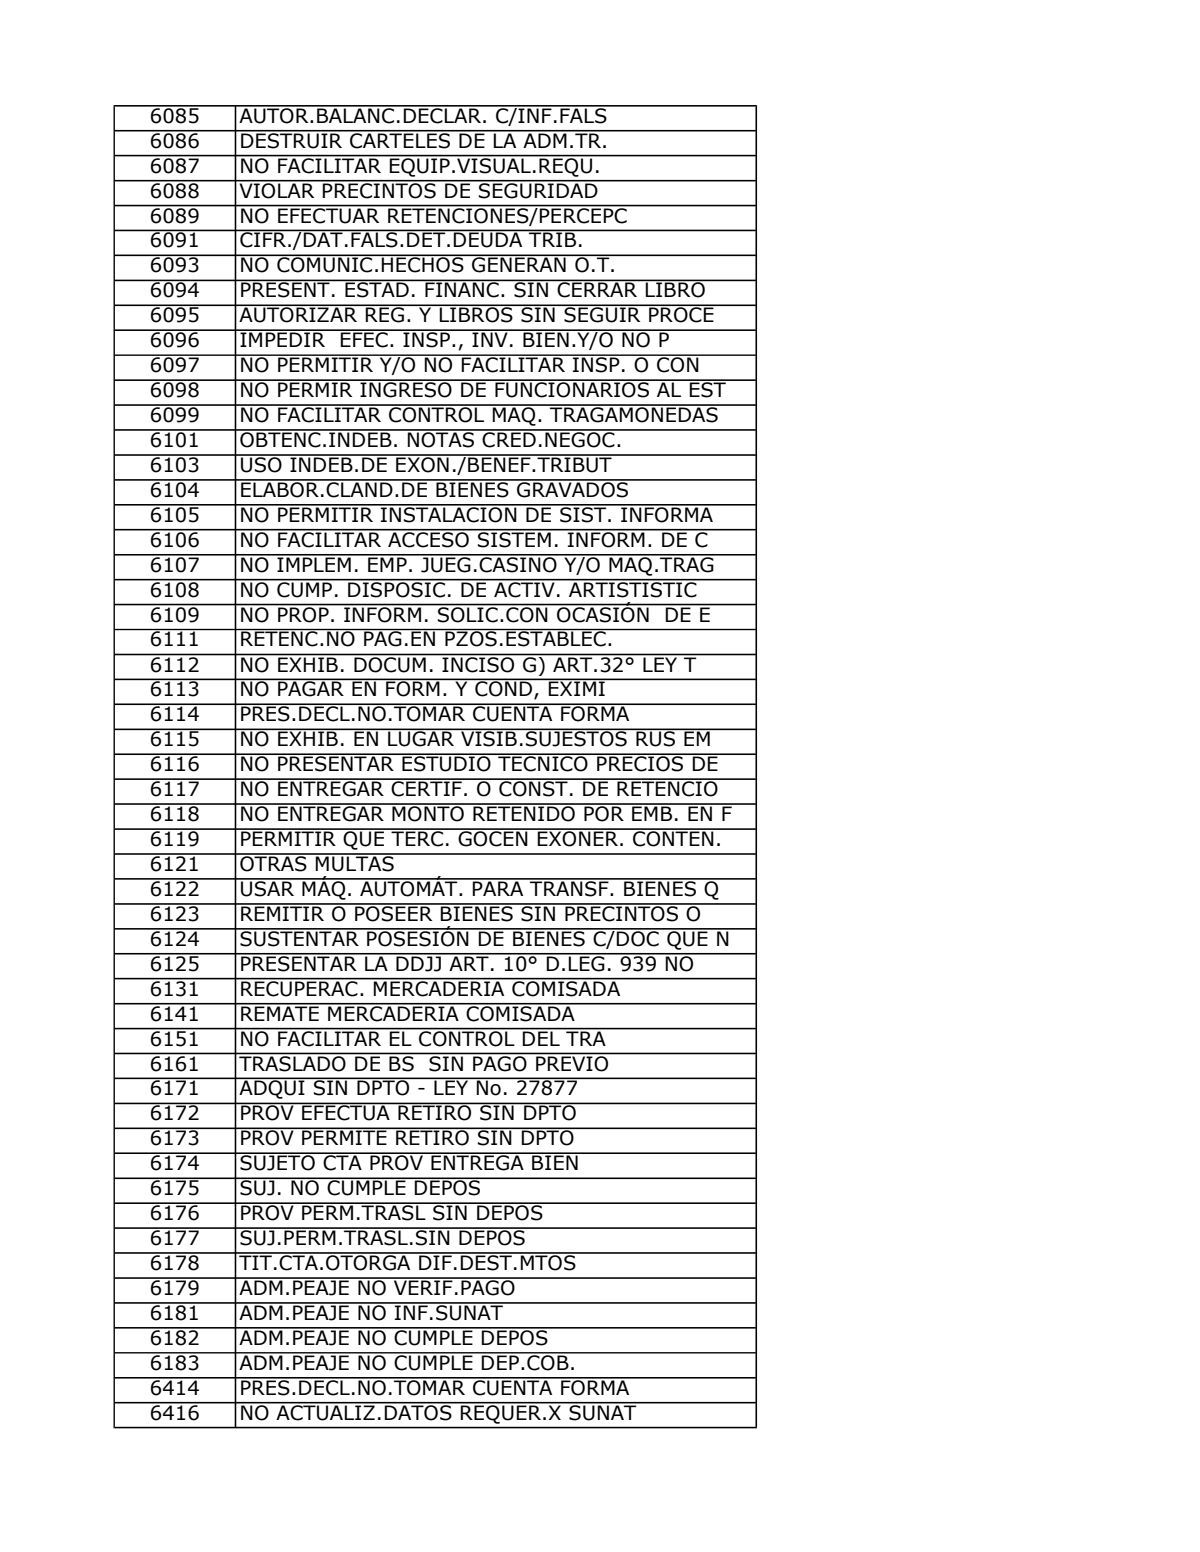 6085 AUTOR.BALANC.DECLAR. C/INF.FALS
6086 DESTRUIR CARTELES DE LA ADM.TR.
6087 NO FACILITAR EQUIP.VISUAL.REQU.
6088 VIOLAR PRECINTOS DE SEGURIDAD
6089 NO EFECTUAR RETENCIONES/PERCEPC
6091 CIFR./DAT.FALS.DET.DEUDA TRIB.
6093 NO COMUNIC.HECHOS GENERAN O.T.
6094 PRESENT. ESTAD. FINANC. SIN CERRAR LIBRO
6095 AUTORIZAR REG. Y LIBROS SIN SEGUIR PROCE
6096 IMPEDIR  EFEC. INSP., INV. BIEN.Y/O NO P
6097 NO PERMITIR Y/O NO FACILITAR INSP. O CON
6098 NO PERMIR INGRESO DE FUNCIONARIOS AL EST
6099 NO FACILITAR CONTROL MAQ. TRAGAMONEDAS
6101 OBTENC.INDEB. NOTAS CRED.NEGOC.
6103 USO INDEB.DE EXON./BENEF.TRIBUT
6104 ELABOR.CLAND.DE BIENES GRAVADOS
6105 NO PERMITIR INSTALACION DE SIST. INFORMA
6106 NO FACILITAR ACCESO SISTEM. INFORM. DE C
6107 NO IMPLEM. EMP. JUEG.CASINO Y/O MAQ.TRAG
6108 NO CUMP. DISPOSIC. DE ACTIV. ARTISTISTIC
6109 NO PROP. INFORM. SOLIC.CON OCASIÓN  DE E
6111 RETENC.NO PAG.EN PZOS.ESTABLEC.
6112 NO EXHIB. DOCUM. INCISO G) ART.32° LEY T
6113 NO PAGAR EN FORM. Y COND, EXIMI
6114 PRES.DECL.NO.TOMAR CUENTA FORMA
6115 NO EXHIB. EN LUGAR VISIB.SUJESTOS RUS EM
6116 NO PRESENTAR ESTUDIO TECNICO PRECIOS DE
6117 NO ENTREGAR CERTIF. O CONST. DE RETENCIO
6118 NO ENTREGAR MONTO RETENIDO POR EMB. EN F
6119 PERMITIR QUE TERC. GOCEN EXONER. CONTEN.
6121 OTRAS MULTAS
6122 USAR MÁQ. AUTOMÁT. PARA TRANSF. BIENES Q
6123 REMITIR O POSEER BIENES SIN PRECINTOS O
6124 SUSTENTAR POSESIÓN DE BIENES C/DOC QUE N
6125 PRESENTAR LA DDJJ ART. 10° D.LEG. 939 NO
6131 RECUPERAC. MERCADERIA COMISADA
6141 REMATE MERCADERIA COMISADA
6151 NO FACILITAR EL CONTROL DEL TRA
6161 TRASLADO DE BS  SIN PAGO PREVIO
6171 ADQUI SIN DPTO - LEY No. 27877
6172 PROV EFECTUA RETIRO SIN DPTO
6173 PROV PERMITE RETIRO SIN DPTO
6174 SUJETO CTA PROV ENTREGA BIEN
6175 SUJ. NO CUMPLE DEPOS
6176 PROV PERM.TRASL SIN DEPOS
6177 SUJ.PERM.TRASL.SIN DEPOS
6178 TIT.CTA.OTORGA DIF.DEST.MTOS
6179 ADM.PEAJE NO VERIF.PAGO
6181 ADM.PEAJE NO INF.SUNAT
6182 ADM.PEAJE NO CUMPLE DEPOS
6183 ADM.PEAJE NO CUMPLE DEP.COB.
6414 PRES.DECL.NO.TOMAR CUENTA FORMA
6416 NO ACTUALIZ.DATOS REQUER.X SUNAT